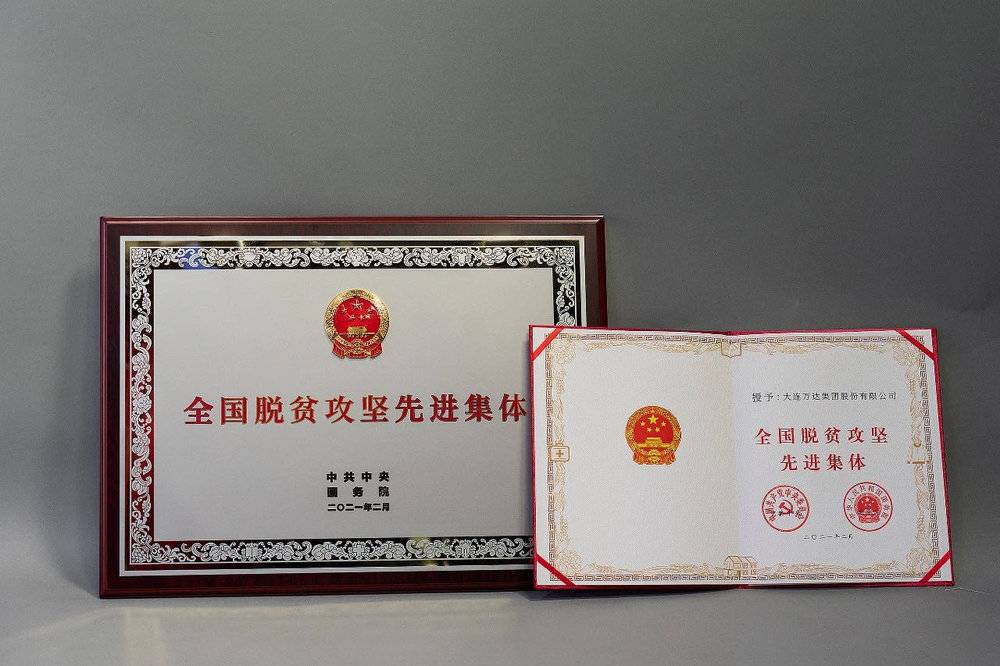 全国脱贫攻坚先进集体
中共中央
国务院
二〇二一年二月
授予：大连万达集团股份有限公司
全国脱贫攻坚
先进集体
二〇二一年二月